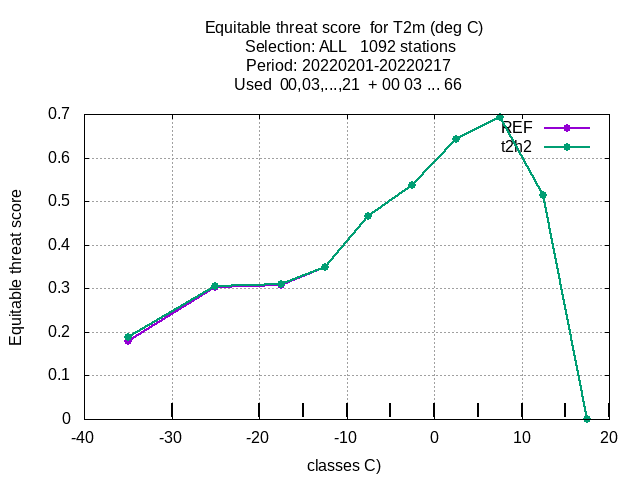 Equitable threat score  for T2m (deg C)
Selection: ALL   1092 stations
Period: 20220201-20220217
Used  00,03,...,21  + 00 03 ... 66
0.7
0.6
0.5
0.4
0.3
0.2
0.1
0
Equitable threat score
REF
t2n2
-40
-30
-20
-10
0
10
20
classes C)